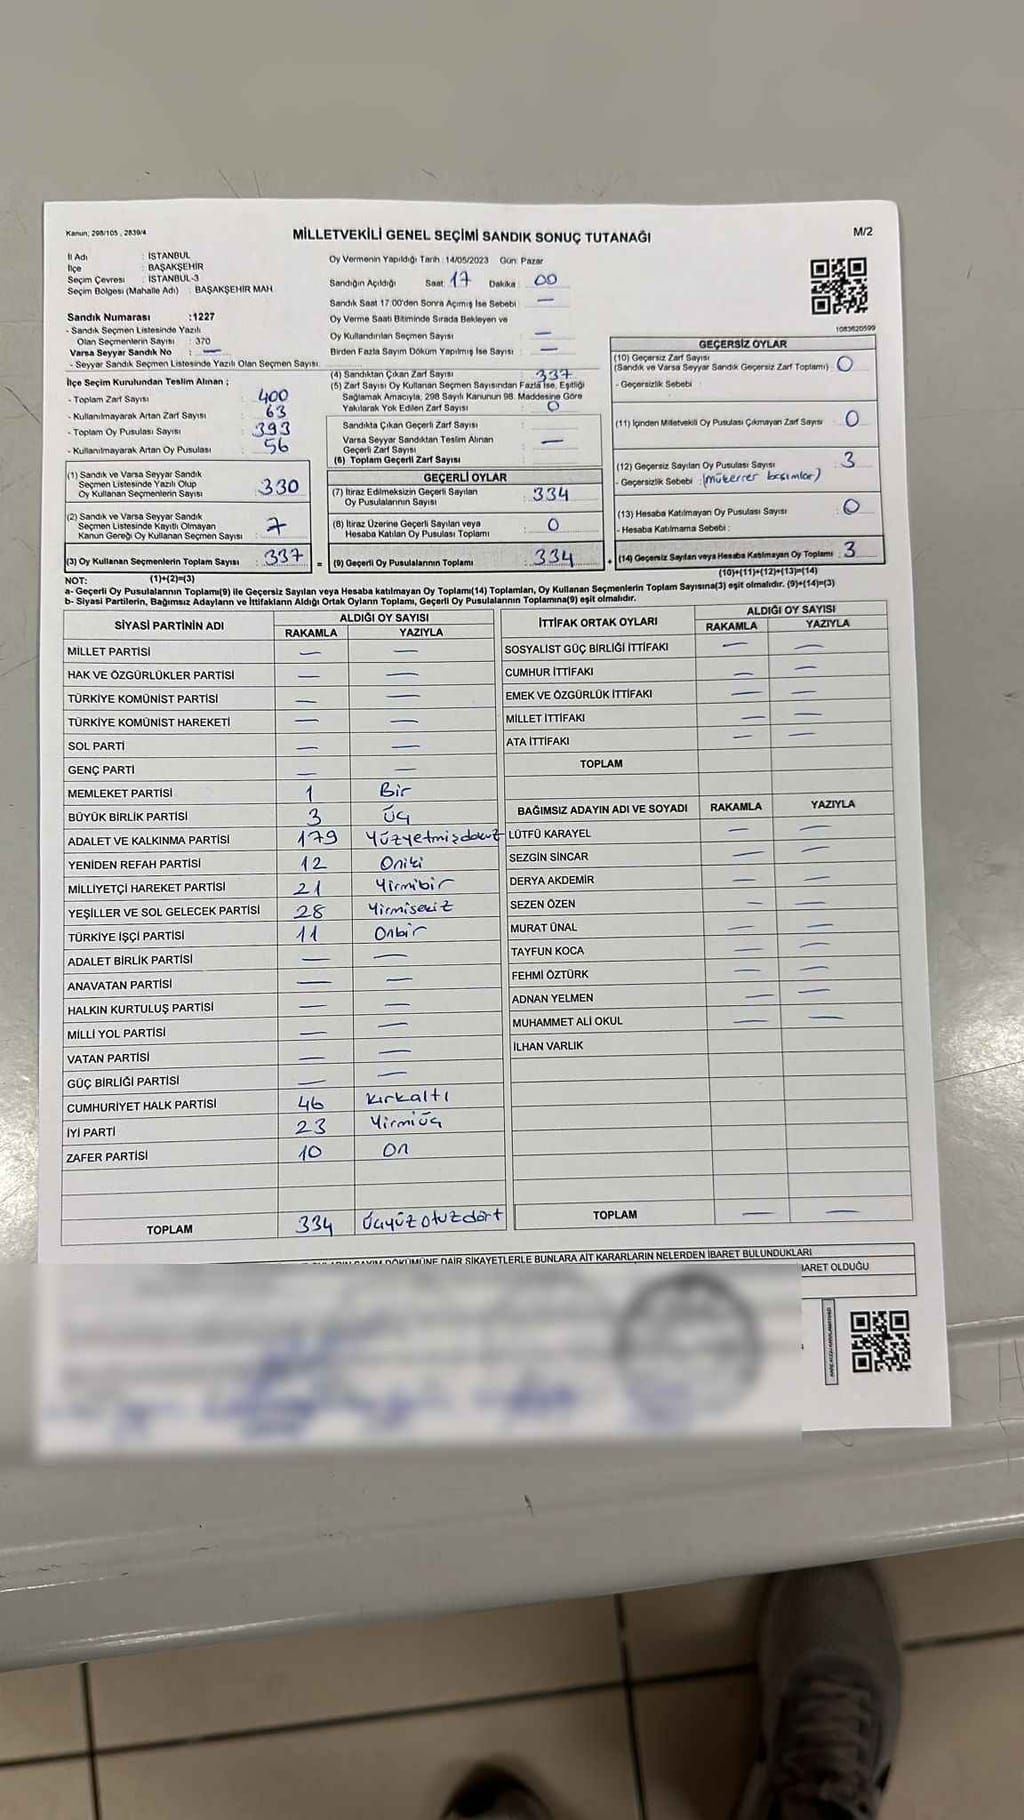 Kanun; 298/105 , 2839/4
MİLLETVEKİLİ GENEL SEÇİMİ SANDIK SONUÇ TUTANAĞI
M/2
İl Adı : İSTANBUL
İlçe : BAŞAKŞEHİR
Seçim Çevresi : İSTANBUL-3
Seçim Bölgesi (Mahalle Adı) : BAŞAKŞEHİR MAH.
Sandık Numarası :1227
- Sandık Seçmen Listesinde Yazılı
Olan Seçmenlerin Sayısı : 370
Varsa Seyyar Sandık No : —
- Seyyar Sandık Seçmen Listesinde Yazılı Olan Seçmen Sayısı:
İlçe Seçim Kurulundan Teslim Alınan ;
- Toplam Zarf Sayısı : 400
- Kullanılmayarak Artan Zarf Sayısı : 63
- Toplam Oy Pusulası Sayısı : 393
- Kullanılmayarak Artan Oy Pusulası : 56
(1) Sandık ve Varsa Seyyar Sandık
Seçmen Listesinde Yazılı Olup
Oy Kullanan Seçmenlerin Sayısı : 330
(2) Sandık ve Varsa Seyyar Sandık
Seçmen Listesinde Kayıtlı Olmayan
Kanun Gereği Oy Kullanan Seçmen Sayısı : 7
(3) Oy Kullanan Seçmenlerin Toplam Sayısı : 337
(1)+(2)=(3)
Oy Vermenin Yapıldığı Tarih : 14/05/2023 Gün: Pazar
Sandığın Açıldığı Saat: 17 Dakika : 00
Sandık Saat 17:00'den Sonra Açımış İse Sebebi : —
Oy Verme Saati Bitiminde Sırada Bekleyen ve
Oy Kullandırılan Seçmen Sayısı : —
Birden Fazla Sayım Döküm Yapılmış İse Sayısı : —
(4) Sandıktan Çıkan Zarf Sayısı : 337
(5) Zarf Sayısı Oy Kullanan Seçmen Sayısından Fazla İse, Eşitliği
Sağlamak Amacıyla, 298 Sayılı Kanunun 98. Maddesine Göre
Yakılarak Yok Edilen Zarf Sayısı : 0
Sandıkta Çıkan Geçerli Zarf Sayısı :
Varsa Seyyar Sandıktan Teslim Alınan
Geçerli Zarf Sayısı : —
(6) Toplam Geçerli Zarf Sayısı :
GEÇERLİ OYLAR
(7) İtiraz Edilmeksizin Geçerli Sayılan
Oy Pusulalarının Sayısı : 334
(8) İtiraz Üzerine Geçerli Sayılan veya
Hesaba Katılan Oy Pusulası Toplamı : 0
= (9) Geçerli Oy Pusulalarının Toplamı : 334 +
1083620599
GEÇERSİZ OYLAR
(10) Geçersiz Zarf Sayısı
(Sandık ve Varsa Seyyar Sandık Geçersiz Zarf Toplamı) : 0
- Geçersizlik Sebebi :
(11) İçinden Milletvekili Oy Pusulası Çıkmayan Zarf Sayısı : 0
(12) Geçersiz Sayılan Oy Pusulası Sayısı : 3
- Geçersizlik Sebebi : (mükerrer basımlar)
(13) Hesaba Katılmayan Oy Pusulası Sayısı : 0
- Hesaba Katılmama Sebebi :
(14) Geçersiz Sayılan veya Hesaba Katılmayan Oy Toplamı : 3
(10)+(11)+(12)+(13)=(14)
NOT:
a- Geçerli Oy Pusulalarının Toplamı(9) ile Geçersiz Sayılan veya Hesaba katılmayan Oy Toplamı(14) Toplamları, Oy Kullanan Seçmenlerin Toplam Sayısına(3) eşit olmalıdır. (9)+(14)=(3)
b- Siyasi Partilerin, Bağımsız Adayların ve İttifakların Aldığı Ortak Oyların Toplamı, Geçerli Oy Pusulalarının Toplamına(9) eşit olmalıdır.
SİYASİ PARTİNİN ADI ALDIĞI OY SAYISI
RAKAMLA YAZIYLA
MİLLET PARTİSİ — —
HAK VE ÖZGÜRLÜKLER PARTİSİ — —
TÜRKİYE KOMÜNİST PARTİSİ — —
TÜRKİYE KOMÜNİST HAREKETİ — —
SOL PARTİ — —
GENÇ PARTİ — —
MEMLEKET PARTİSİ 1 Bir
BÜYÜK BİRLİK PARTİSİ 3 Üç
ADALET VE KALKINMA PARTİSİ 179 Yüzyetmişdokuz
YENİDEN REFAH PARTİSİ 12 Oniki
MİLLİYETÇİ HAREKET PARTİSİ 21 Yirmibir
YEŞİLLER VE SOL GELECEK PARTİSİ 28 Yirmisekiz
TÜRKİYE İŞÇİ PARTİSİ 11 Onbir
ADALET BİRLİK PARTİSİ — —
ANAVATAN PARTİSİ — —
HALKIN KURTULUŞ PARTİSİ — —
MİLLİ YOL PARTİSİ — —
VATAN PARTİSİ — —
GÜÇ BİRLİĞİ PARTİSİ — —
CUMHURİYET HALK PARTİSİ 46 Kırkaltı
İYİ PARTİ 23 Yirmiüç
ZAFER PARTİSİ 10 On
TOPLAM 334 Üçyüzotuzdört
İTTİFAK ORTAK OYLARI ALDIĞI OY SAYISI
RAKAMLA YAZIYLA
SOSYALİST GÜÇ BİRLİĞİ İTTİFAKI — —
CUMHUR İTTİFAKI — —
EMEK VE ÖZGÜRLÜK İTTİFAKI — —
MİLLET İTTİFAKI — —
ATA İTTİFAKI — —
TOPLAM
BAĞIMSIZ ADAYIN ADI VE SOYADI RAKAMLA YAZIYLA
LÜTFÜ KARAYEL — —
SEZGİN SİNCAR — —
DERYA AKDEMİR — —
SEZEN ÖZEN — —
MURAT ÜNAL — —
TAYFUN KOCA — —
FEHMİ ÖZTÜRK — —
ADNAN YELMEN — —
MUHAMMET ALİ OKUL — —
İLHAN VARLIK
TOPLAM — —
DÖKÜMÜNE DAİR ŞİKAYETLERLE BUNLARA AİT KARARLARIN NELERDEN İBARET BULUNDUKLARI
İBARET OLDUĞU